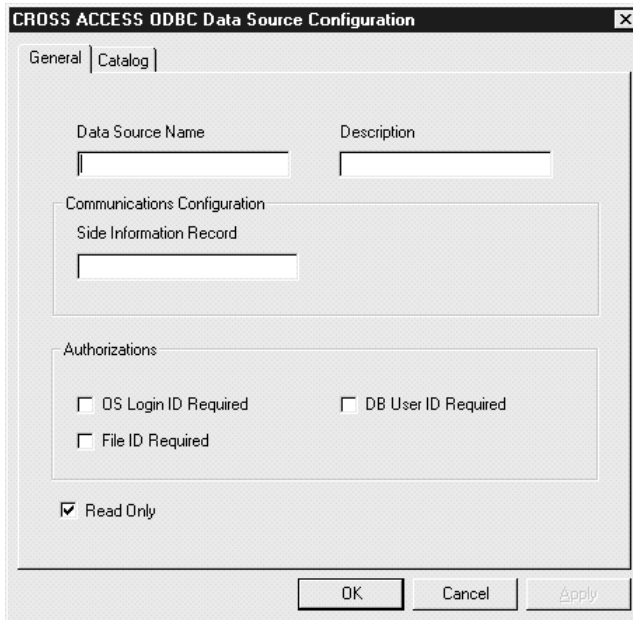 CROSS ACCESS ODBC Data Source Configuration
General Catalog
Data Source Name Description
Communications Configuration
Side Information Record
Authorizations
OS Login ID Required DB User ID Required
File ID Required
Read Only
OK Cancel Apply